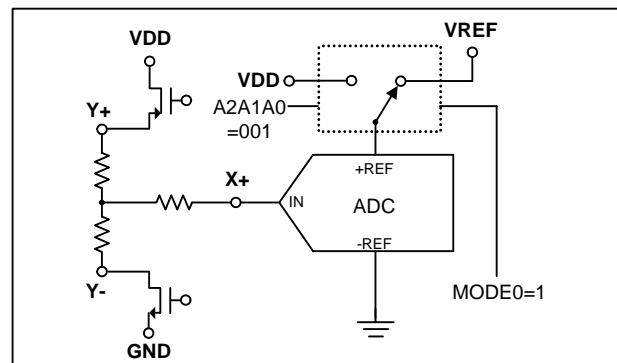 VDD
VREF
VDD
Y+
A2A1A0
=001
+REF
X+
IN
ADC
-REF
Y-
MODE0=1
GND